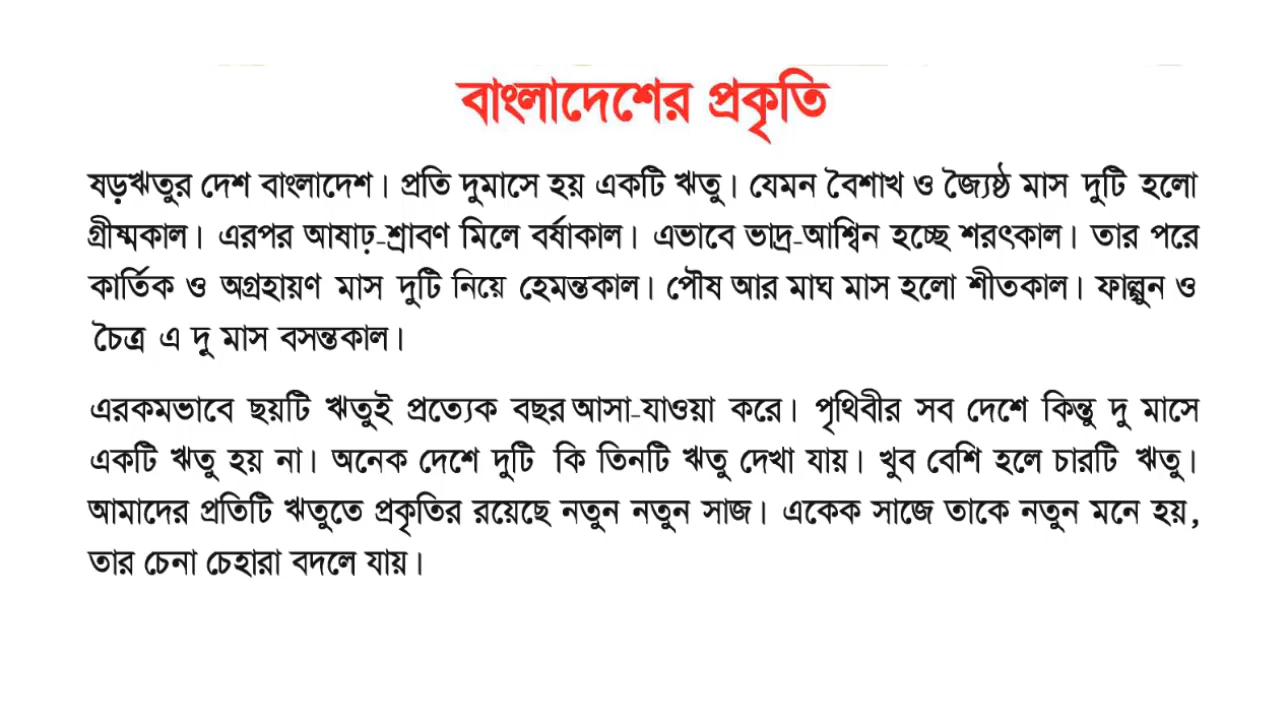 বাংলাদেশের প্রকৃতি
ষড়ঋতুর দেশ বাংলাদেশ। প্রতি দুমাসে হয় একটি ঋতু। যেমন বৈশাখ ও জ্যৈষ্ঠ মাস দুটি হলো
গ্রীষ্মকাল। এরপর আষাঢ়-শ্রাবণ মিলে বর্ষাকাল। এভাবে ভাদ্র-আশ্বিন হচ্ছে শরৎকাল। তার পরে
কার্তিক ও অগ্রহায়ণ মাস দুটি নিয়ে হেমন্তকাল। পৌষ আর মাঘ মাস হলো শীতকাল। ফাল্গুন ও
চৈত্র এ দু মাস বসন্তকাল।
এরকমভাবে ছয়টি ঋতুই প্রত্যেক বছর আসা-যাওয়া করে। পৃথিবীর সব দেশে কিন্তু দু মাসে
একটি ঋতু হয় না। অনেক দেশে দুটি কি তিনটি ঋতু দেখা যায়। খুব বেশি হলে চারটি ঋতু।
আমাদের প্রতিটি ঋতুতে প্রকৃতির রয়েছে নতুন নতুন সাজ। একেক সাজে তাকে নতুন মনে হয়,
তার চেনা চেহারা বদলে যায়।